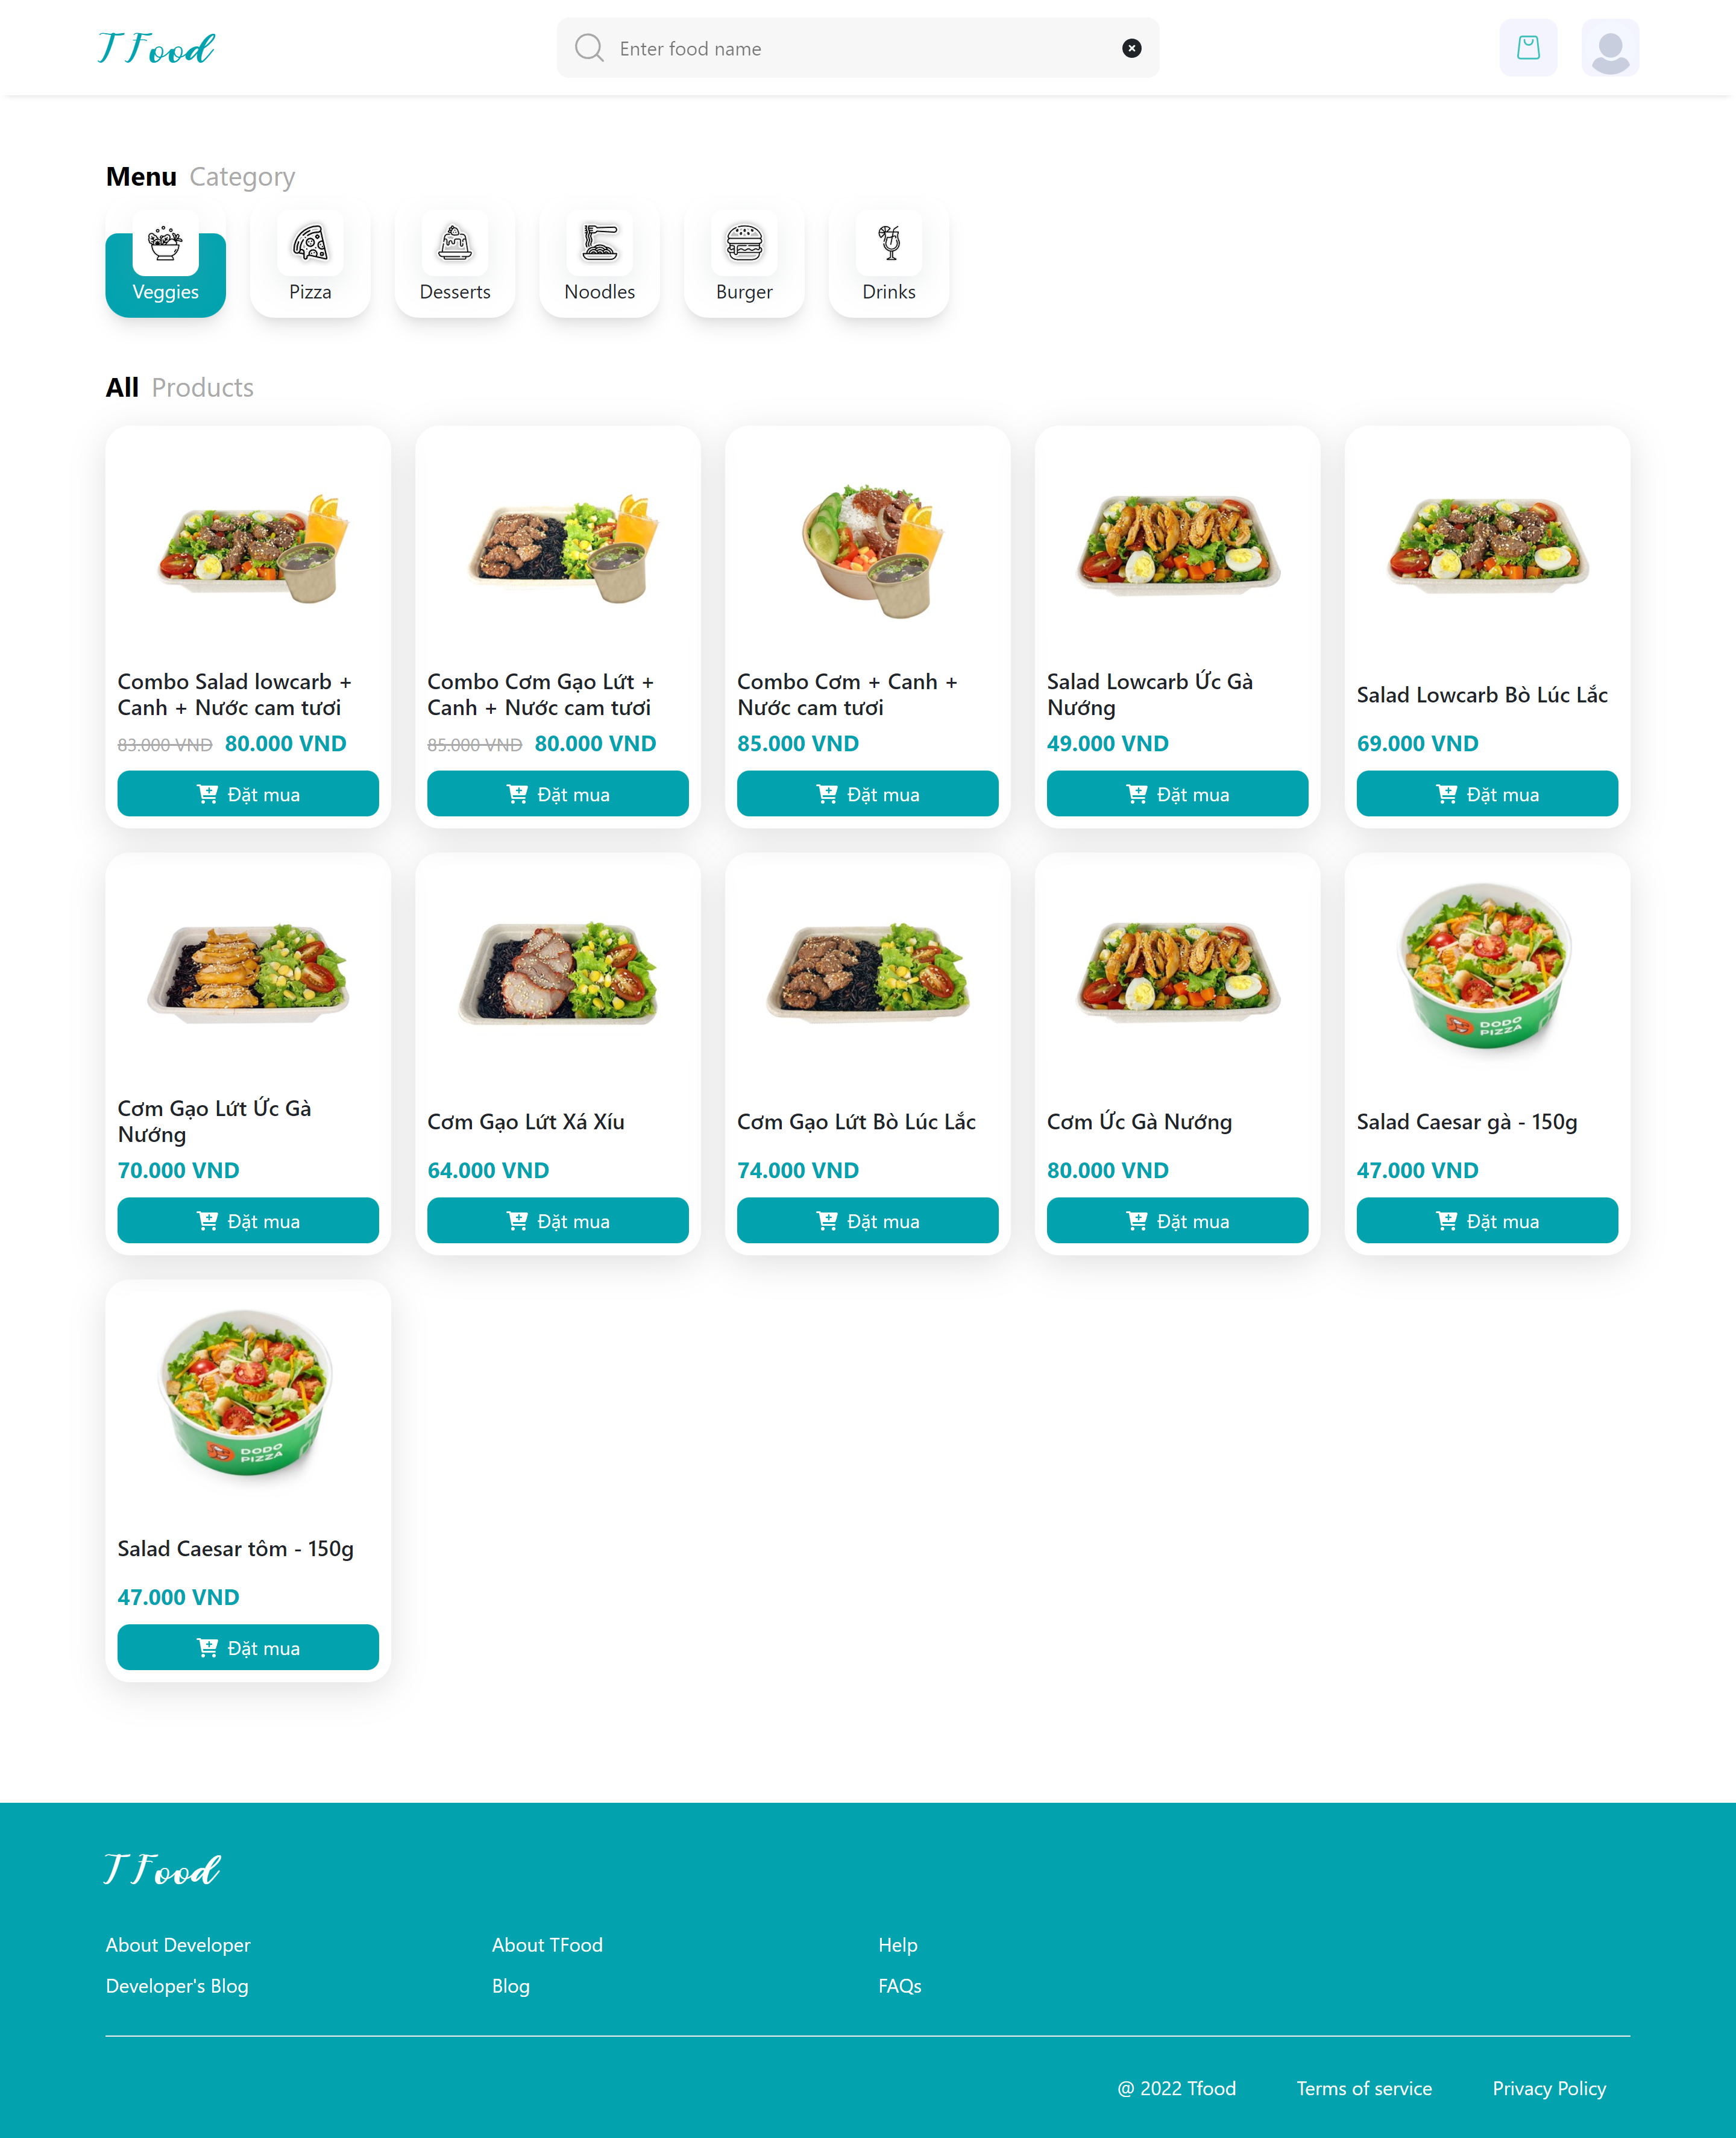 TFood
Enter food name
Menu Category
Veggies
Pizza
Desserts
Noodles
Burger
Drinks
All Products
Combo Salad lowcarb +
Canh + Nước cam tươi
83.000 VND 80.000 VND
Đặt mua
Combo Cơm Gạo Lứt +
Canh + Nước cam tươi
85.000 VND 80.000 VND
Đặt mua
Combo Cơm + Canh +
Nước cam tươi
85.000 VND
Đặt mua
Salad Lowcarb Ức Gà
Nướng
49.000 VND
Đặt mua
Salad Lowcarb Bò Lúc Lắc
69.000 VND
Đặt mua
Cơm Gạo Lứt Ức Gà
Nướng
70.000 VND
Đặt mua
Cơm Gạo Lứt Xá Xíu
64.000 VND
Đặt mua
Cơm Gạo Lứt Bò Lúc Lắc
74.000 VND
Đặt mua
Cơm Ức Gà Nướng
80.000 VND
Đặt mua
DODO
PIZZA
Salad Caesar gà - 150g
47.000 VND
Đặt mua
DODO
PIZZA
Salad Caesar tôm - 150g
47.000 VND
Đặt mua
TFood
About Developer
Developer's Blog
About TFood
Blog
Help
FAQs
@ 2022 Tfood
Terms of service
Privacy Policy